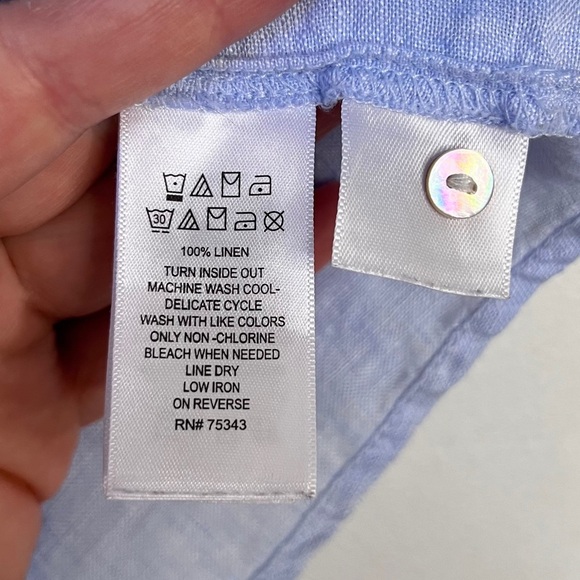 30
100% LINEN
TURN INSIDE OUT
MACHINE WASH COOL-
DELICATE CYCLE
WASH WITH LIKE COLORS
ONLY NON -CHLORINE
BLEACH WHEN NEEDED
LINE DRY
LOW IRON
ON REVERSE
RN# 75343